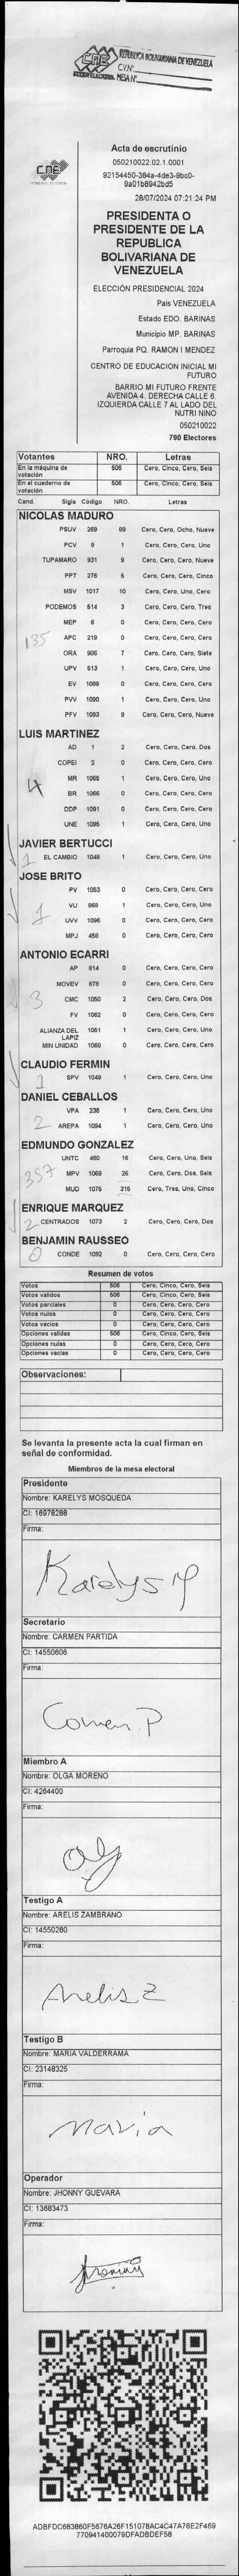 CNE
PODER ELECTORAL
REPUBLICA BOLIVARIANA DE VENEZUELA
C.V.Nº
MESA Nº
CNE
Acta de escrutinio
050210022.02.1.0001
92154450-384a-4de3-9bc0-
9a01b8942bd5
28/07/2024 07:21:24 PM
PRESIDENTA O
PRESIDENTE DE LA
REPUBLICA
BOLIVARIANA DE
VENEZUELA
ELECCIÓN PRESIDENCIAL 2024
Pais VENEZUELA
Estado EDO. BARINAS
Municipio MP. BARINAS
Parroquia PQ. RAMON I MENDEZ
CENTRO DE EDUCACION INICIAL MI
FUTURO
BARRIO MI FUTURO FRENTE
AVENIDA 4. DERECHA CALLE 6.
IZQUIERDA CALLE 7 AL LADO DEL
NUTRI NINO
050210022
790 Electores
Votantes NRO. Letras
En la máquina de votación 506 Cero, Cinco, Cero, Seis
En el cuaderno de votación 506 Cero, Cinco, Cero, Seis
Cand. Sigla Código NRO. Letras
NICOLAS MADURO
PSUV 269 89 Cero, Cero, Ocho, Nueve
PCV 9 1 Cero, Cero, Cero, Uno
TUPAMARO 931 9 Cero, Cero, Cero, Nueve
PPT 276 5 Cero, Cero, Cero, Cinco
MSV 1017 10 Cero, Cero, Uno, Cero
PODEMOS 514 3 Cero, Cero, Cero, Tres
MEP 6 0 Cero, Cero, Cero, Cero
135 APC 219 0 Cero, Cero, Cero, Cero
ORA 906 7 Cero, Cero, Cero, Siete
UPV 513 1 Cero, Cero, Cero, Uno
EV 1089 0 Cero, Cero, Cero, Cero
PVV 1090 1 Cero, Cero, Cero, Uno
PFV 1093 9 Cero, Cero, Cero, Nueve
LUIS MARTINEZ
AD 1 2 Cero, Cero, Cero, Dos
COPEI 2 0 Cero, Cero, Cero, Cero
4 MR 1065 1 Cero, Cero, Cero, Uno
BR 1066 0 Cero, Cero, Cero, Cero
DDP 1091 0 Cero, Cero, Cero, Cero
UNE 1095 1 Cero, Cero, Cero, Uno
JAVIER BERTUCCI
1 EL CAMBIO 1048 1 Cero, Cero, Cero, Uno
JOSE BRITO
PV 1053 0 Cero, Cero, Cero, Cero
1 VU 868 1 Cero, Cero, Cero, Uno
UVV 1096 0 Cero, Cero, Cero, Cero
MPJ 459 0 Cero, Cero, Cero, Cero
ANTONIO ECARRI
AP 914 0 Cero, Cero, Cero, Cero
MOVEV 878 0 Cero, Cero, Cero, Cero
3 CMC 1050 2 Cero, Cero, Cero, Dos
FV 1062 0 Cero, Cero, Cero, Cero
ALIANZA DEL LAPIZ 1051 1 Cero, Cero, Cero, Uno
MIN UNIDAD 1068 0 Cero, Cero, Cero, Cero
CLAUDIO FERMIN
1 SPV 1049 1 Cero, Cero, Cero, Uno
DANIEL CEBALLOS
VPA 236 1 Cero, Cero, Cero, Uno
2 AREPA 1094 1 Cero, Cero, Cero, Uno
EDMUNDO GONZALEZ
UNTC 460 16 Cero, Cero, Uno, Seis
357 MPV 1069 26 Cero, Cero, Dos, Seis
MUD 1075 315 Cero, Tres, Uno, Cinco
ENRIQUE MARQUEZ
2 CENTRADOS 1073 2 Cero, Cero, Cero, Dos
BENJAMIN RAUSSEO
0 CONDE 1092 0 Cero, Cero, Cero, Cero
Resumen de votos
Votos 506 Cero, Cinco, Cero, Seis
Votos validos 506 Cero, Cinco, Cero, Seis
Votos parciales 0 Cero, Cero, Cero, Cero
Votos nulos 0 Cero, Cero, Cero, Cero
Votos vacios 0 Cero, Cero, Cero, Cero
Opciones validas 506 Cero, Cinco, Cero, Seis
Opciones nulas 0 Cero, Cero, Cero, Cero
Opciones vacias 0 Cero, Cero, Cero, Cero
Observaciones:
Se levanta la presente acta la cual firman en
señal de conformidad.
Miembros de la mesa electoral
Presidente
Nombre: KARELYS MOSQUEDA
CI: 16978288
Firma:
Karelys M
Secretario
Nombre: CARMEN PARTIDA
CI: 14550606
Firma:
Carmen P
Miembro A
Nombre: OLGA MORENO
CI: 4264400
Firma:
Olg
Testigo A
Nombre: ARELIS ZAMBRANO
CI: 14550280
Firma:
Arelis Z
Testigo B
Nombre: MARIA VALDERRAMA
CI: 23148325
Firma:
Maria
Operador
Nombre: JHONNY GUEVARA
CI: 13683473
Firma:
ADBFDC683860F5676A26F151078AC4C47A76E2F469
770941400079DFADBDEF58